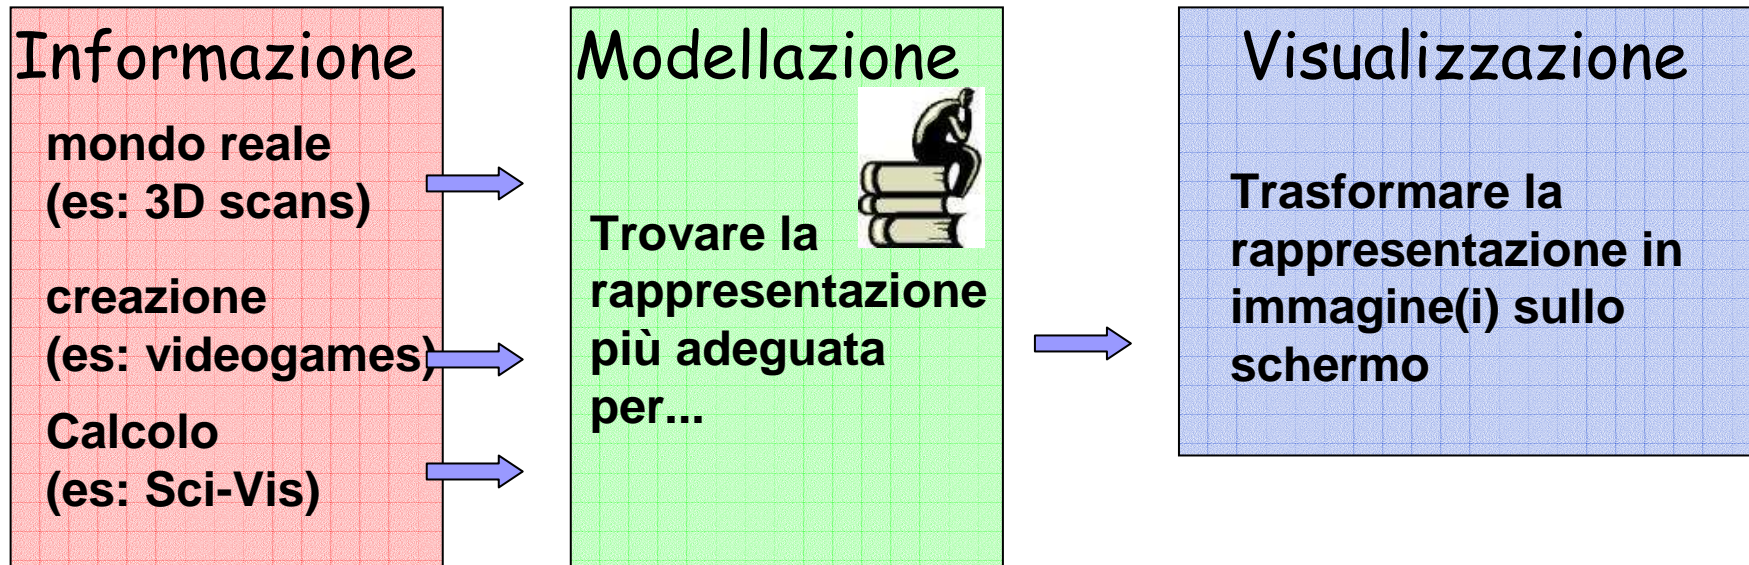 Informazione
mondo reale
(es: 3D scans)
creazione
(es: videogames)
Calcolo
(es: Sci-Vis)
Modellazione
Trovare la
rappresentazione
più adeguata
per...
Visualizzazione
Trasformare la
rappresentazione in
immagine(i) sullo
schermo